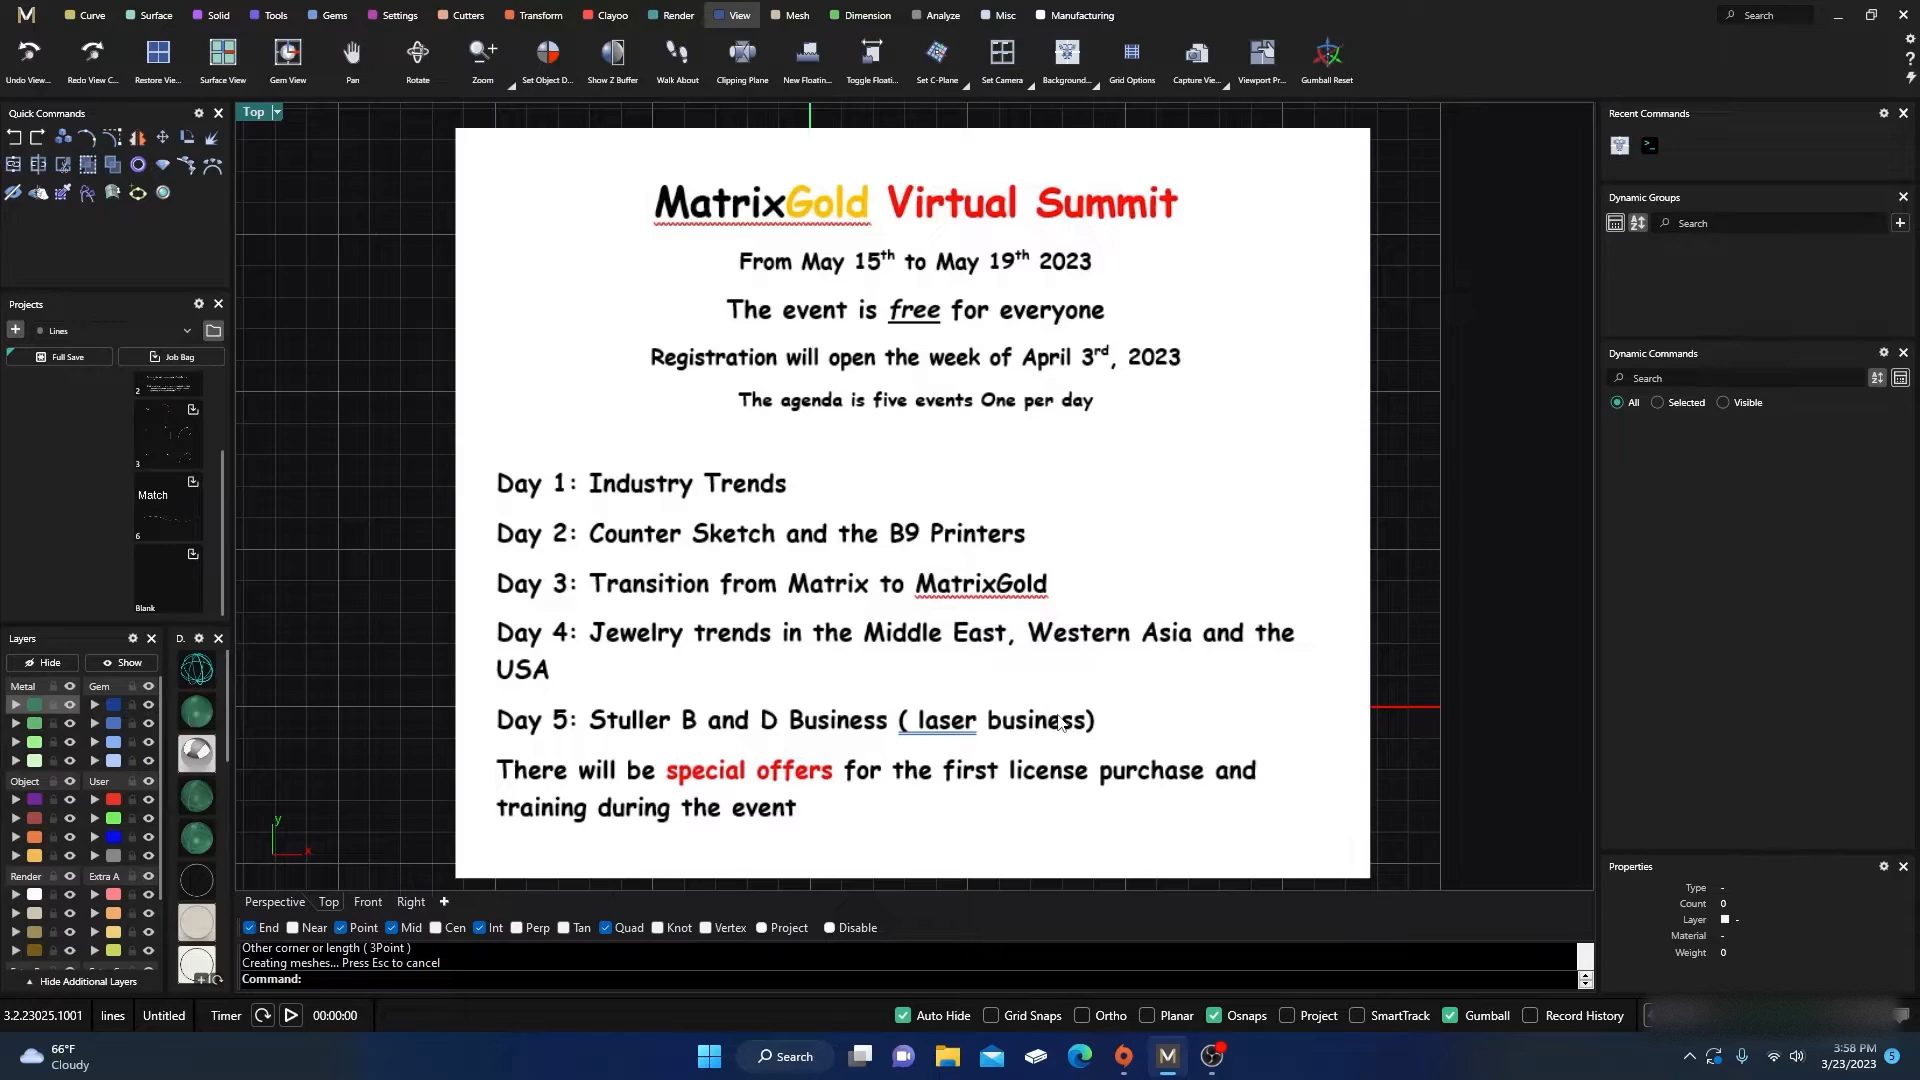 Curve Surface Solid Tools Gems Settings Cutters Transform Clayoo Render View Mesh Dimension Analyze Misc Manufacturing Search
Undo View... Redo View C... Restore Vie... Surface View Gem View Pan Rotate Zoom Set Object D... Show Z Buffer Walk About Clipping Plane New Floatin... Toggle Floati... Set C-Plane Set Camera Background... Grid Options Capture Vie... Viewport Pr... Gumball Reset
Quick Commands
Top
Recent Commands
Dynamic Groups
Search
Projects
Lines
Full Save Job Bag
2
3
Match
6
Blank
MatrixGold Virtual Summit
From May 15th to May 19th 2023
The event is free for everyone
Registration will open the week of April 3rd, 2023
The agenda is five events One per day
Day 1: Industry Trends
Day 2: Counter Sketch and the B9 Printers
Day 3: Transition from Matrix to MatrixGold
Day 4: Jewelry trends in the Middle East, Western Asia and the
USA
Day 5: Stuller B and D Business ( laser business)
There will be special offers for the first license purchase and
training during the event
Dynamic Commands
Search
All Selected Visible
Layers D.
Hide Show
Metal Gem
Object User
Render Extra A
Hide Additional Layers
y
x
Perspective Top Front Right
End Near Point Mid Cen Int Perp Tan Quad Knot Vertex Project Disable
Other corner or length ( 3Point )
Creating meshes... Press Esc to cancel
Command:
Properties
Type -
Count 0
Layer -
Material -
Weight 0
3.2.23025.1001 lines Untitled Timer 00:00:00 Auto Hide Grid Snaps Ortho Planar Osnaps Project SmartTrack Gumball Record History
66°F
Cloudy
Search
3:58 PM
3/23/2023
5